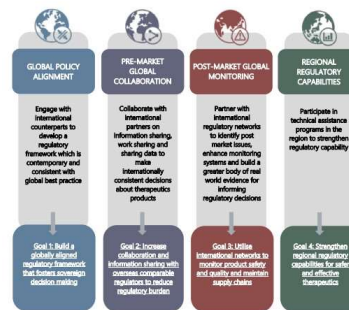 GLOBAL POLICY
ALIGNMENT
Engage with
international
counterparts to
develop a
regulatory
framework which is
contemporary and
consistent with
global best practice
Goal 1: Build a
globally aligned
regulatory framework
that fosters sovereign
decision making
PRE-MARKET
GLOBAL
COLLABORATION
Collaborate with
international
partners on
information sharing,
work sharing and
sharing data to
make
internationally
consistent decisions
about therapeutics
products
Goal 2: Increase
collaboration and
information sharing with
overseas comparable
regulators to reduce
regulatory burden
POST-MARKET GLOBAL
MONITORING
Partner with
international
regulatory networks
to identify post
market issues,
enhance monitoring
systems and build a
greater body of real
world evidence for
informing
regulatory decisions
Goal 3: Utilise
international networks to
monitor product safety
and quality and maintain
supply chains
REGIONAL
REGULATORY
CAPABILITIES
Participate in
technical assistance
programs in the
region to strengthen
regulatory capability
Goal 4: Strengthen
regional regulatory
capabilities for safer
and effective
therapeutics